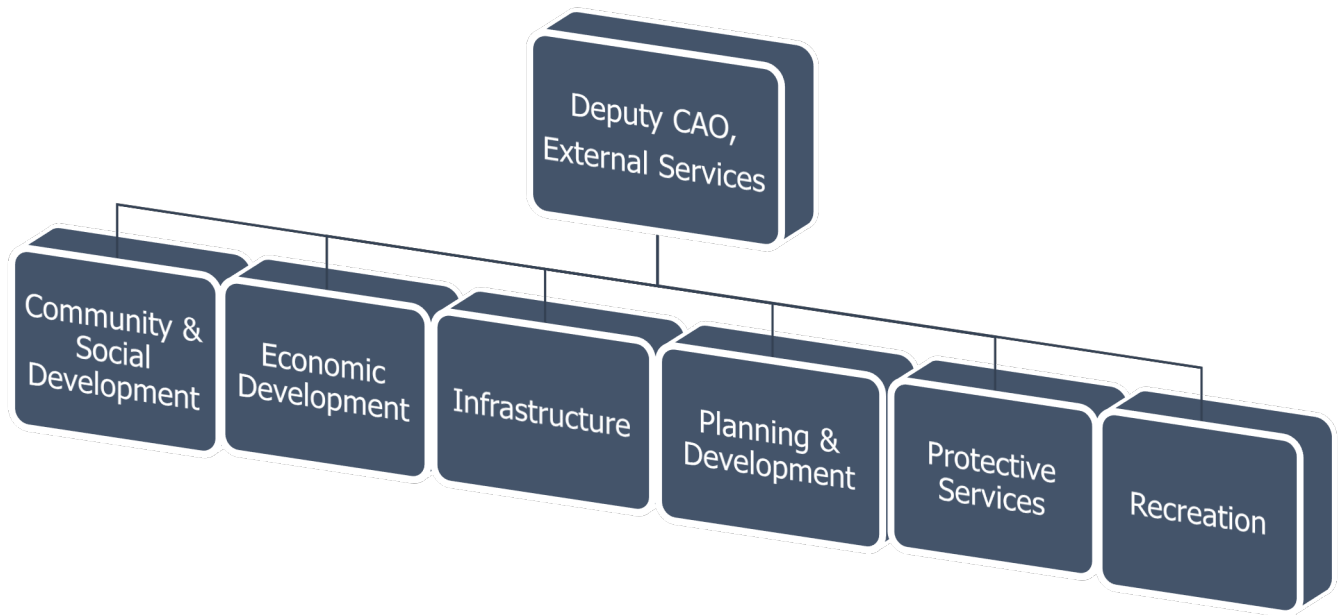 Deputy CAO,
External Services
Community &
Social
Development
Economic
Development
Infrastructure
Planning &
Development
Protective
Services
Recreation